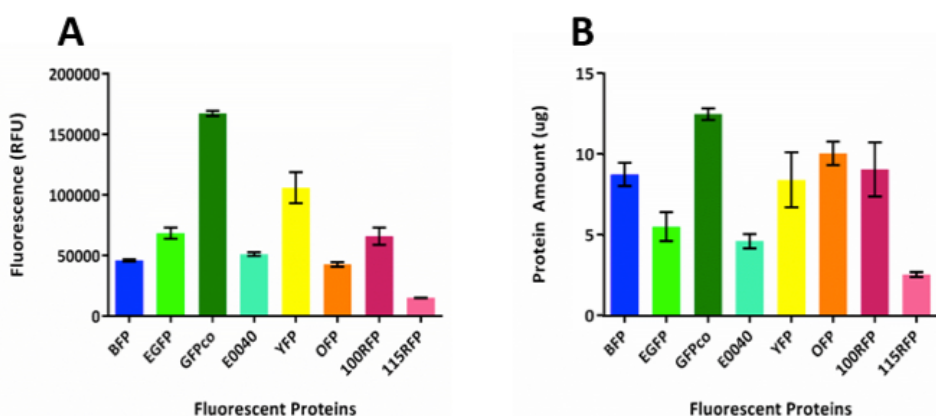 A
Fluorescence (RFU)
200000
150000
100000
50000
0
BFP
EGFP
GFPco
E0040
YFP
OFP
100RFP
115RFP
Fluorescent Proteins
B
Protein Amount (ug)
15
10
5
0
BFP
EGFP
GFPco
E0040
YFP
OFP
100RFP
115RFP
Fluorescent Proteins